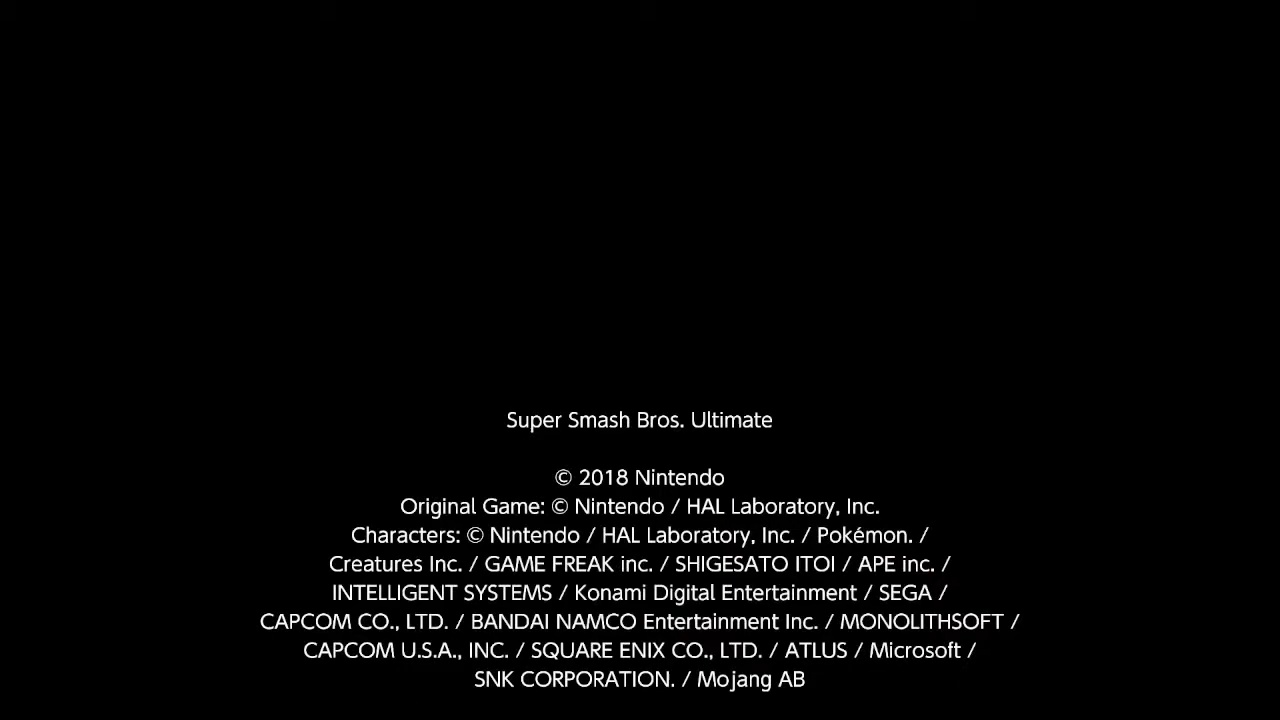 Super Smash Bros. Ultimate
© 2018 Nintendo
Original Game: © Nintendo / HAL Laboratory, Inc.
Characters: © Nintendo / HAL Laboratory, Inc. / Pokémon. /
Creatures Inc. / GAME FREAK inc. / SHIGESATO ITOI / APE inc. /
INTELLIGENT SYSTEMS / Konami Digital Entertainment / SEGA /
CAPCOM CO., LTD. / BANDAI NAMCO Entertainment Inc. / MONOLITHSOFT /
CAPCOM U.S.A., INC. / SQUARE ENIX CO., LTD. / ATLUS / Microsoft /
SNK CORPORATION. / Mojang AB